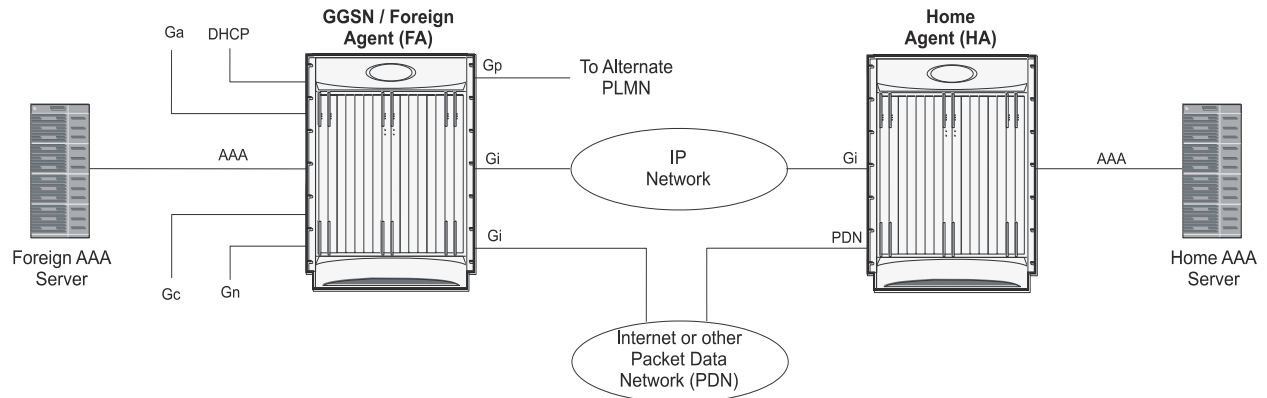 GGSN / Foreign
Agent (FA)
Home
Agent (HA)
Ga
DHCP
Gp
To Alternate
PLMN
AAA
Gi
IP
Network
Gi
AAA
Foreign AAA
Server
Gc
Gn
Gi
PDN
Home AAA
Server
Internet or other
Packet Data
Network (PDN)